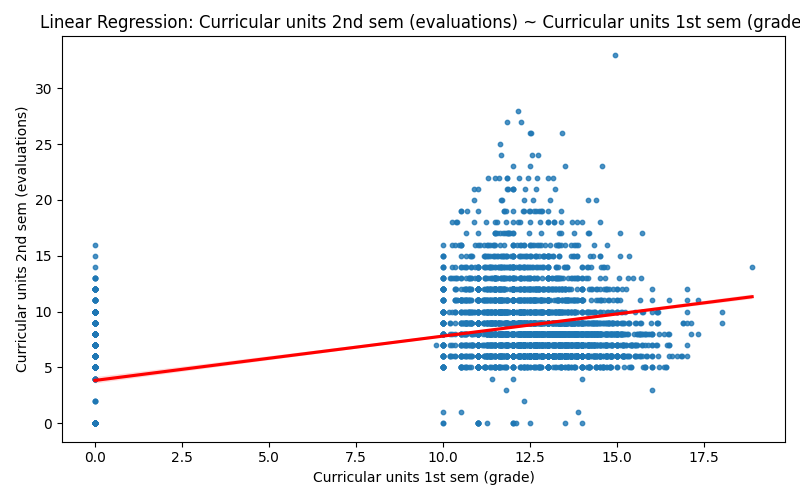 Linear Regression: Curricular units 2nd sem (evaluations) ~ Curricular units 1st sem (grade
30
25
20
15
10
5
0
Curricular units 2nd sem (evaluations)
0.0 2.5 5.0 7.5 10.0 12.5 15.0 17.5
Curricular units 1st sem (grade)